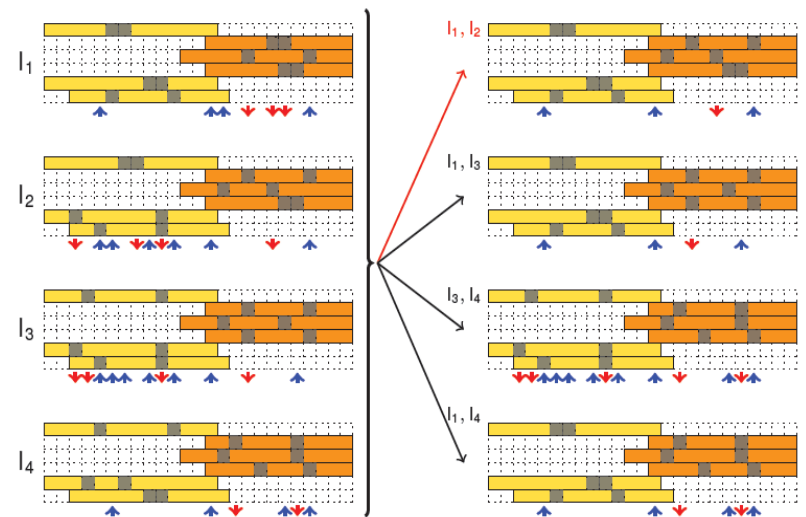 I₁
I₂
I₃
I₄
I₁, I₂
I₁, I₃
I₃, I₄
I₁, I₄